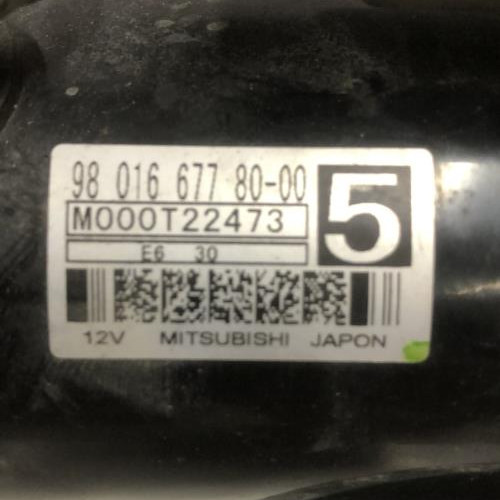 98 016 677 80-00
5
M000T22473
E6 30
12V MITSUBISHI JAPON